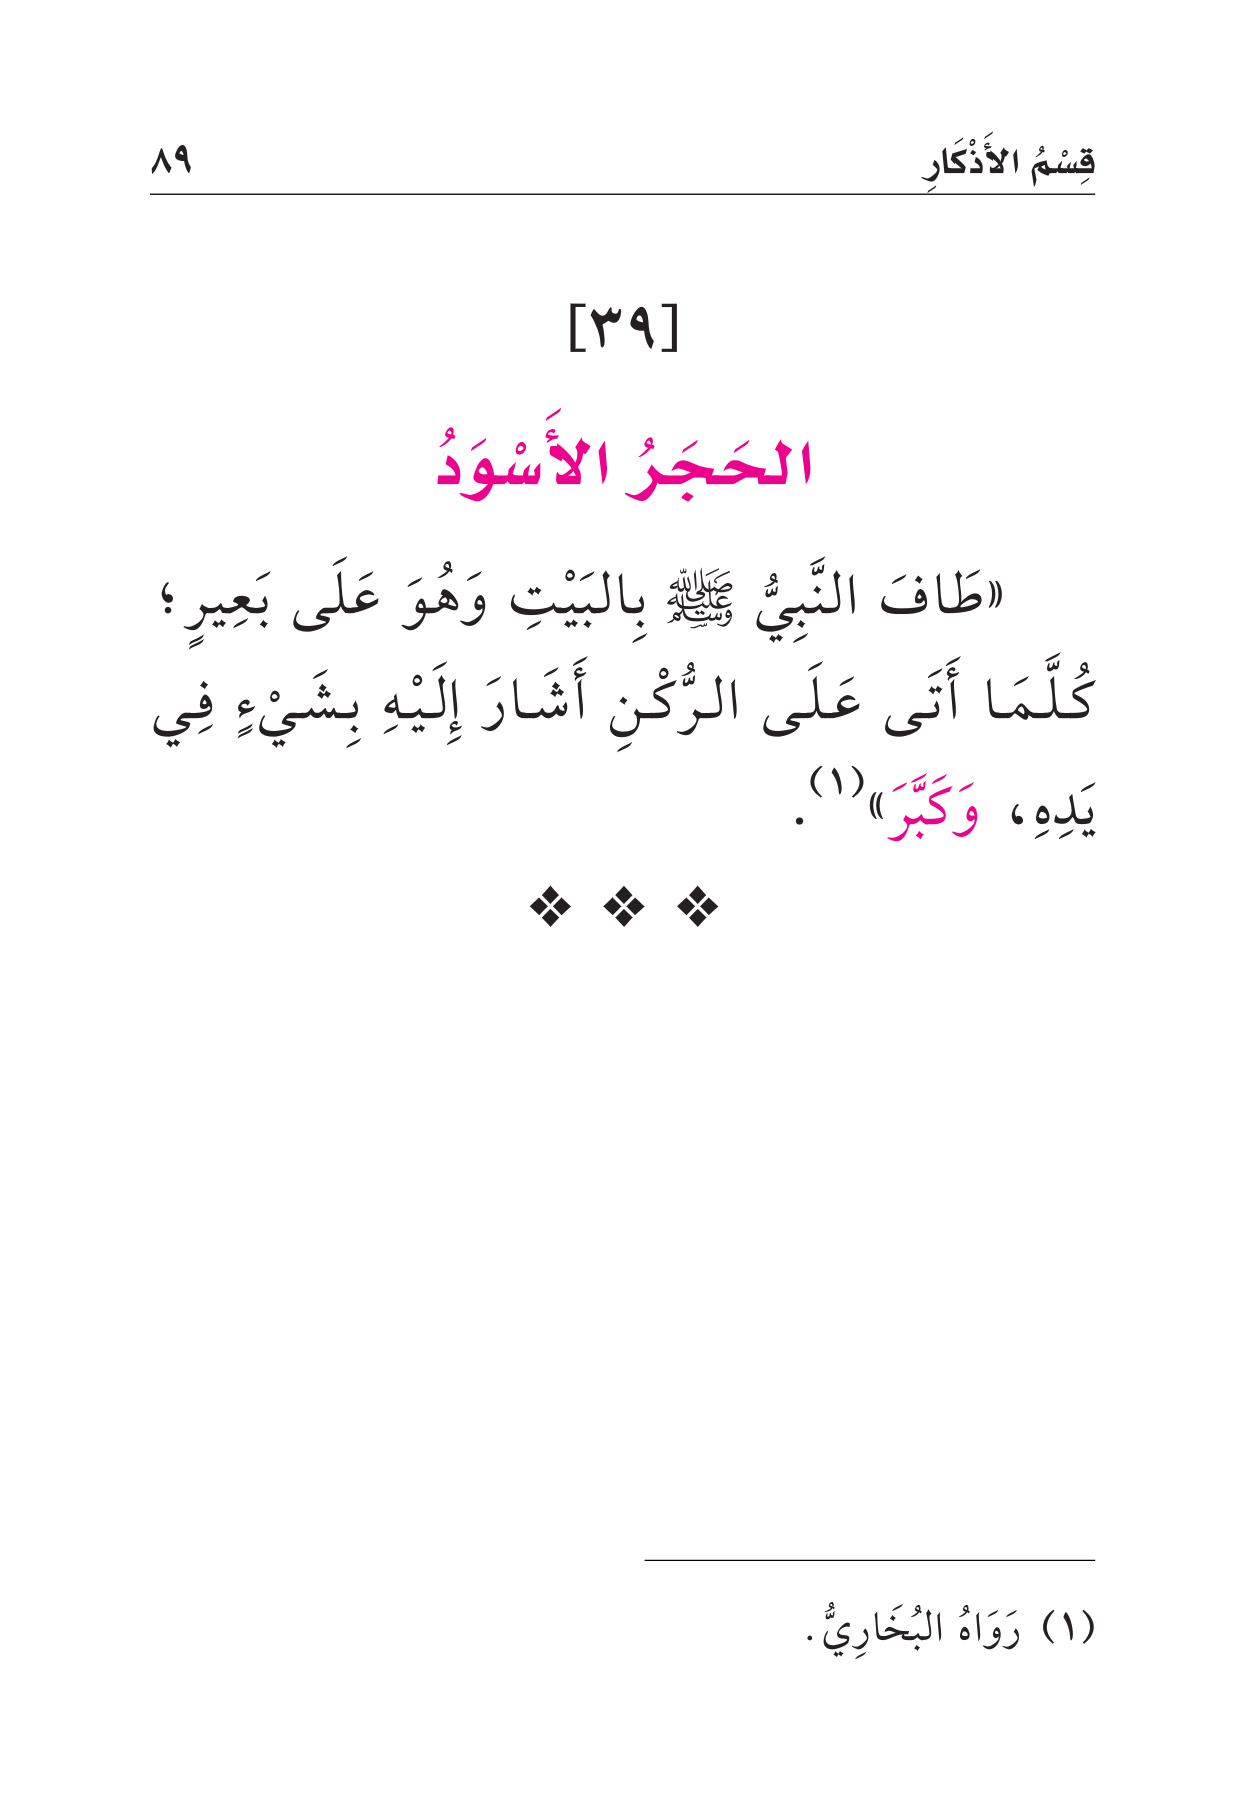 قِسْمُ الأَذْكَارِ ٨٩
[٣٩]
الحَجَرُ الأَسْوَدُ
«طَافَ النَّبِيُّ ﷺ بِالبَيْتِ وَهُوَ عَلَى بَعِيرٍ؛
كُلَّمَا أَتَى عَلَى الرُّكْنِ أَشَارَ إِلَيْهِ بِشَيْءٍ فِي
يَدِهِ، وَكَبَّرَ»(١).
(١) رَوَاهُ البُخَارِيُّ.